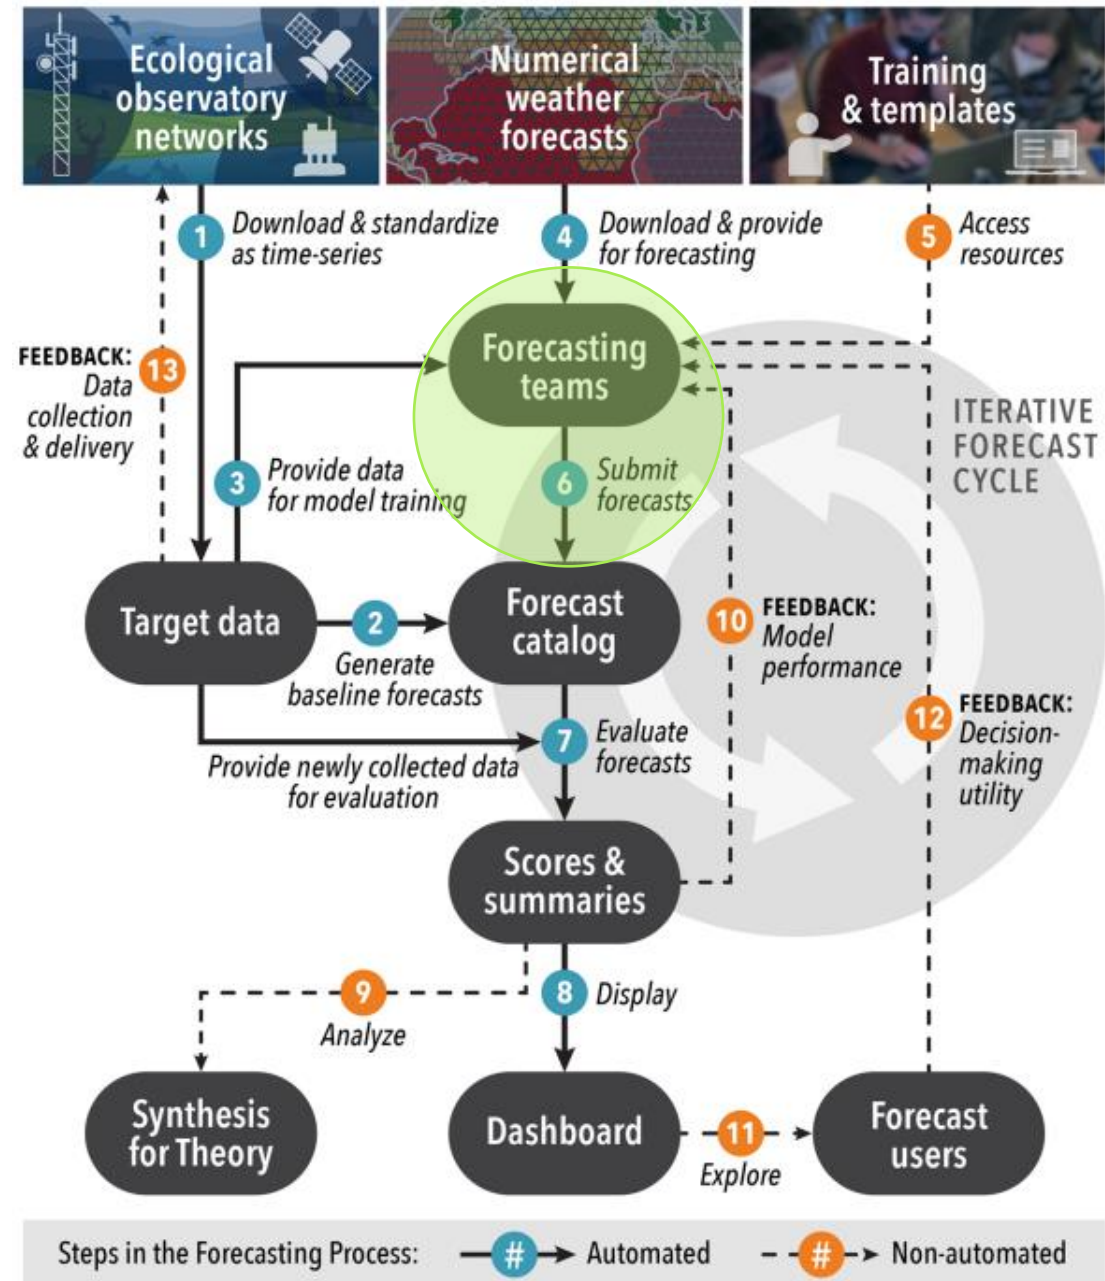 Ecological
observatory
networks
Numerical
weather
forecasts
Training
& templates
1
Download & standardize
as time-series
4
Download & provide
for forecasting
5
Access
resources
FEEDBACK:
Data
collection
& delivery
13
Forecasting
teams
ITERATIVE
FORECAST
CYCLE
3
Provide data
for model training
6
Submit
forecasts
Target data
2
Generate
baseline forecasts
Forecast
catalog
10
FEEDBACK:
Model
performance
12
FEEDBACK:
Decision-
making
utility
7
Evaluate
forecasts
Provide newly collected data
for evaluation
Scores &
summaries
9
Analyze
8
Display
Synthesis
for Theory
Dashboard
11
Explore
Forecast
users
Steps in the Forecasting Process:
#
Automated
#
Non-automated